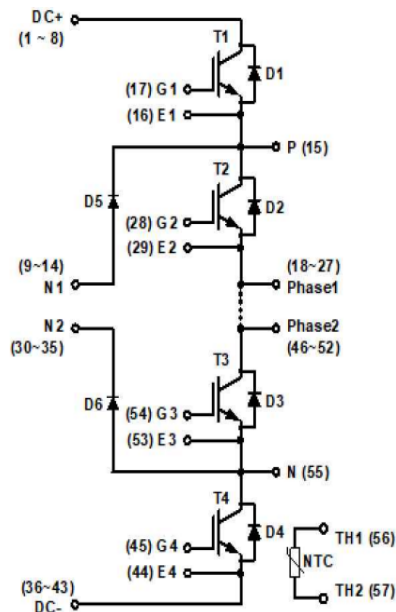 DC+
(1 ~ 8)
T1
D1
(17) G1
(16) E1
P (15)
T2
D5
D2
(28) G2
(29) E2
(9~14)
N1
(18~27)
Phase1
N2
(30~35)
Phase2
(46~52)
T3
D6
D3
(54) G3
(53) E3
N (55)
T4
D4
(45) G4
(44) E4
TH1 (56)
NTC
TH2 (57)
(36~43)
DC-